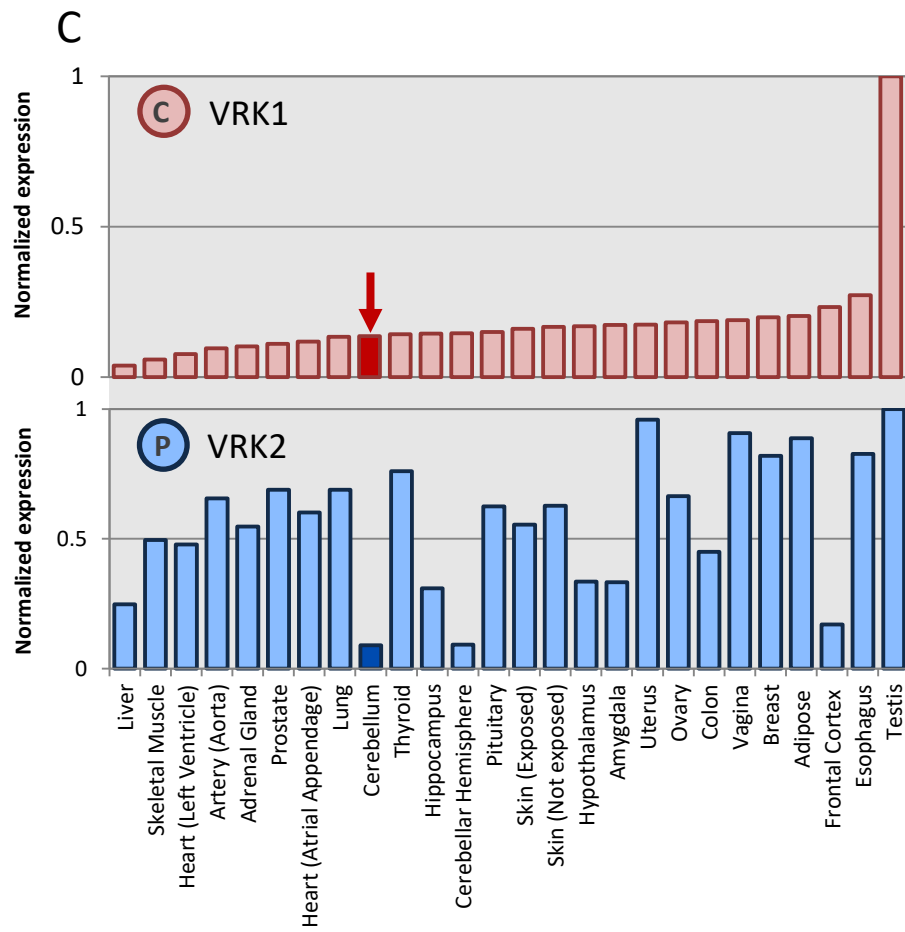 C
Normalized expression
1
0.5
0
C
VRK1
Normalized expression
1
0.5
0
P
VRK2
Liver
Skeletal Muscle
Heart (Left Ventricle)
Artery (Aorta)
Adrenal Gland
Prostate
Heart (Atrial Appendage)
Lung
Cerebellum
Thyroid
Hippocampus
Cerebellar Hemisphere
Pituitary
Skin (Exposed)
Skin (Not exposed)
Hypothalamus
Amygdala
Uterus
Ovary
Colon
Vagina
Breast
Adipose
Frontal Cortex
Esophagus
Testis